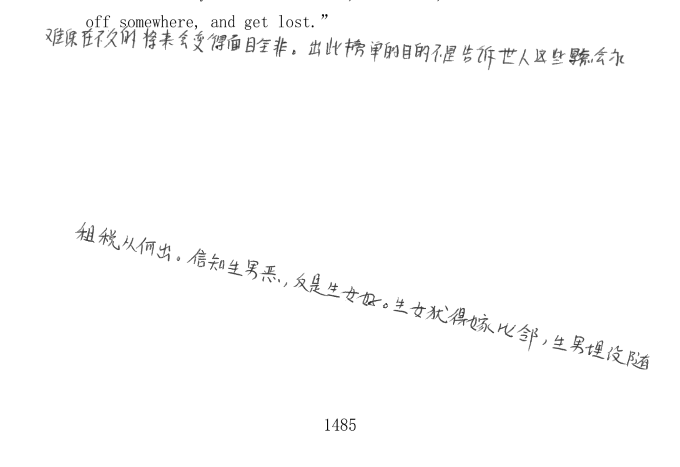 off somewhere, and get lost.”
难保在不久的将来会变得面目全非。出此榜单的目的不是告诉世人这些景点会永
租税从何出。信知生男恶,反是生女好。生女犹得嫁比邻,生男埋没随
1485